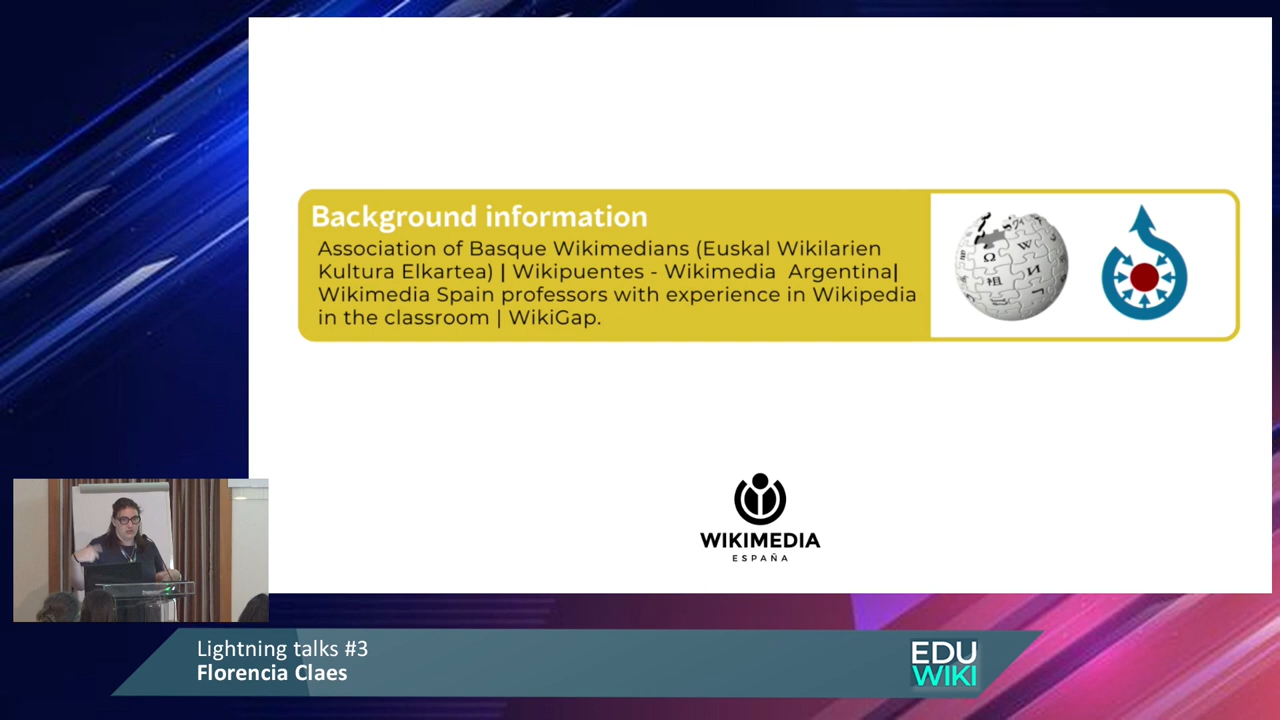 Background information
Association of Basque Wikimedians (Euskal Wikilarien
Kultura Elkartea) | Wikipuentes - Wikimedia Argentina|
Wikimedia Spain professors with experience in Wikipedia
in the classroom | WikiGap.
WIKIMEDIA
ESPAÑA
Lightning talks #3
Florencia Claes
EDU
WIKI